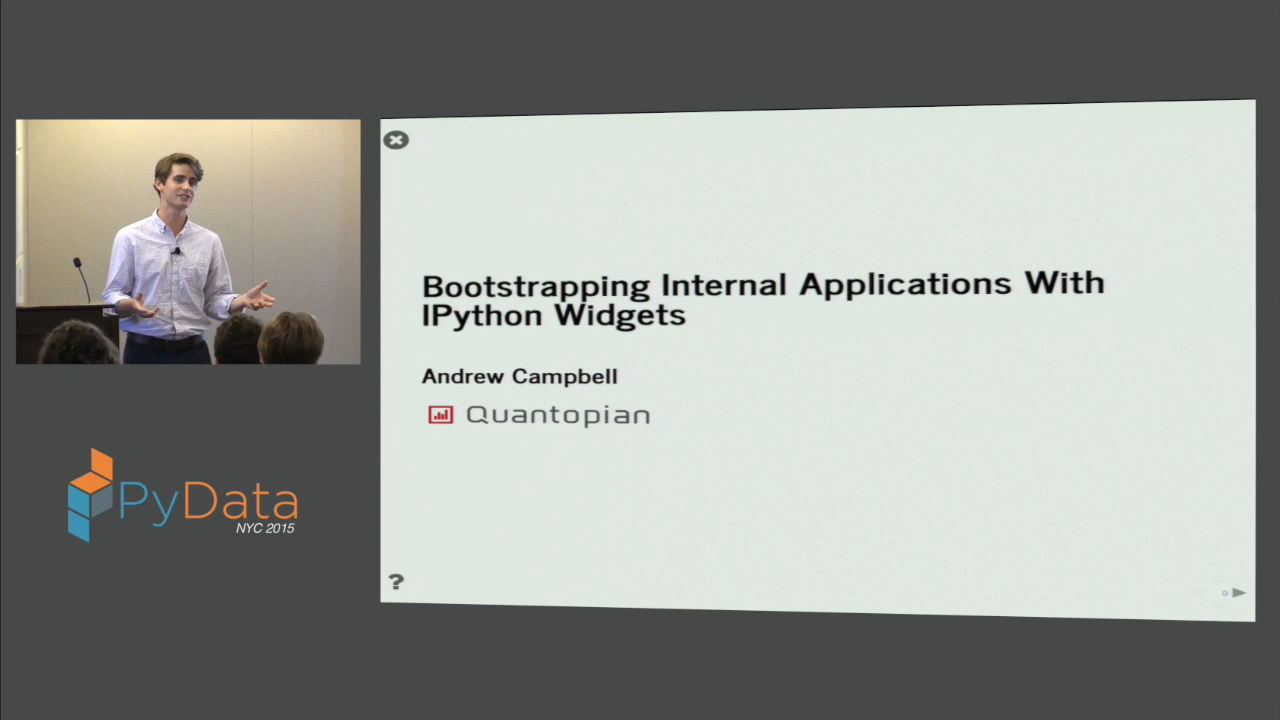 Bootstrapping Internal Applications With
IPython Widgets
Andrew Campbell
Quantopian
?
PyData
NYC 2015